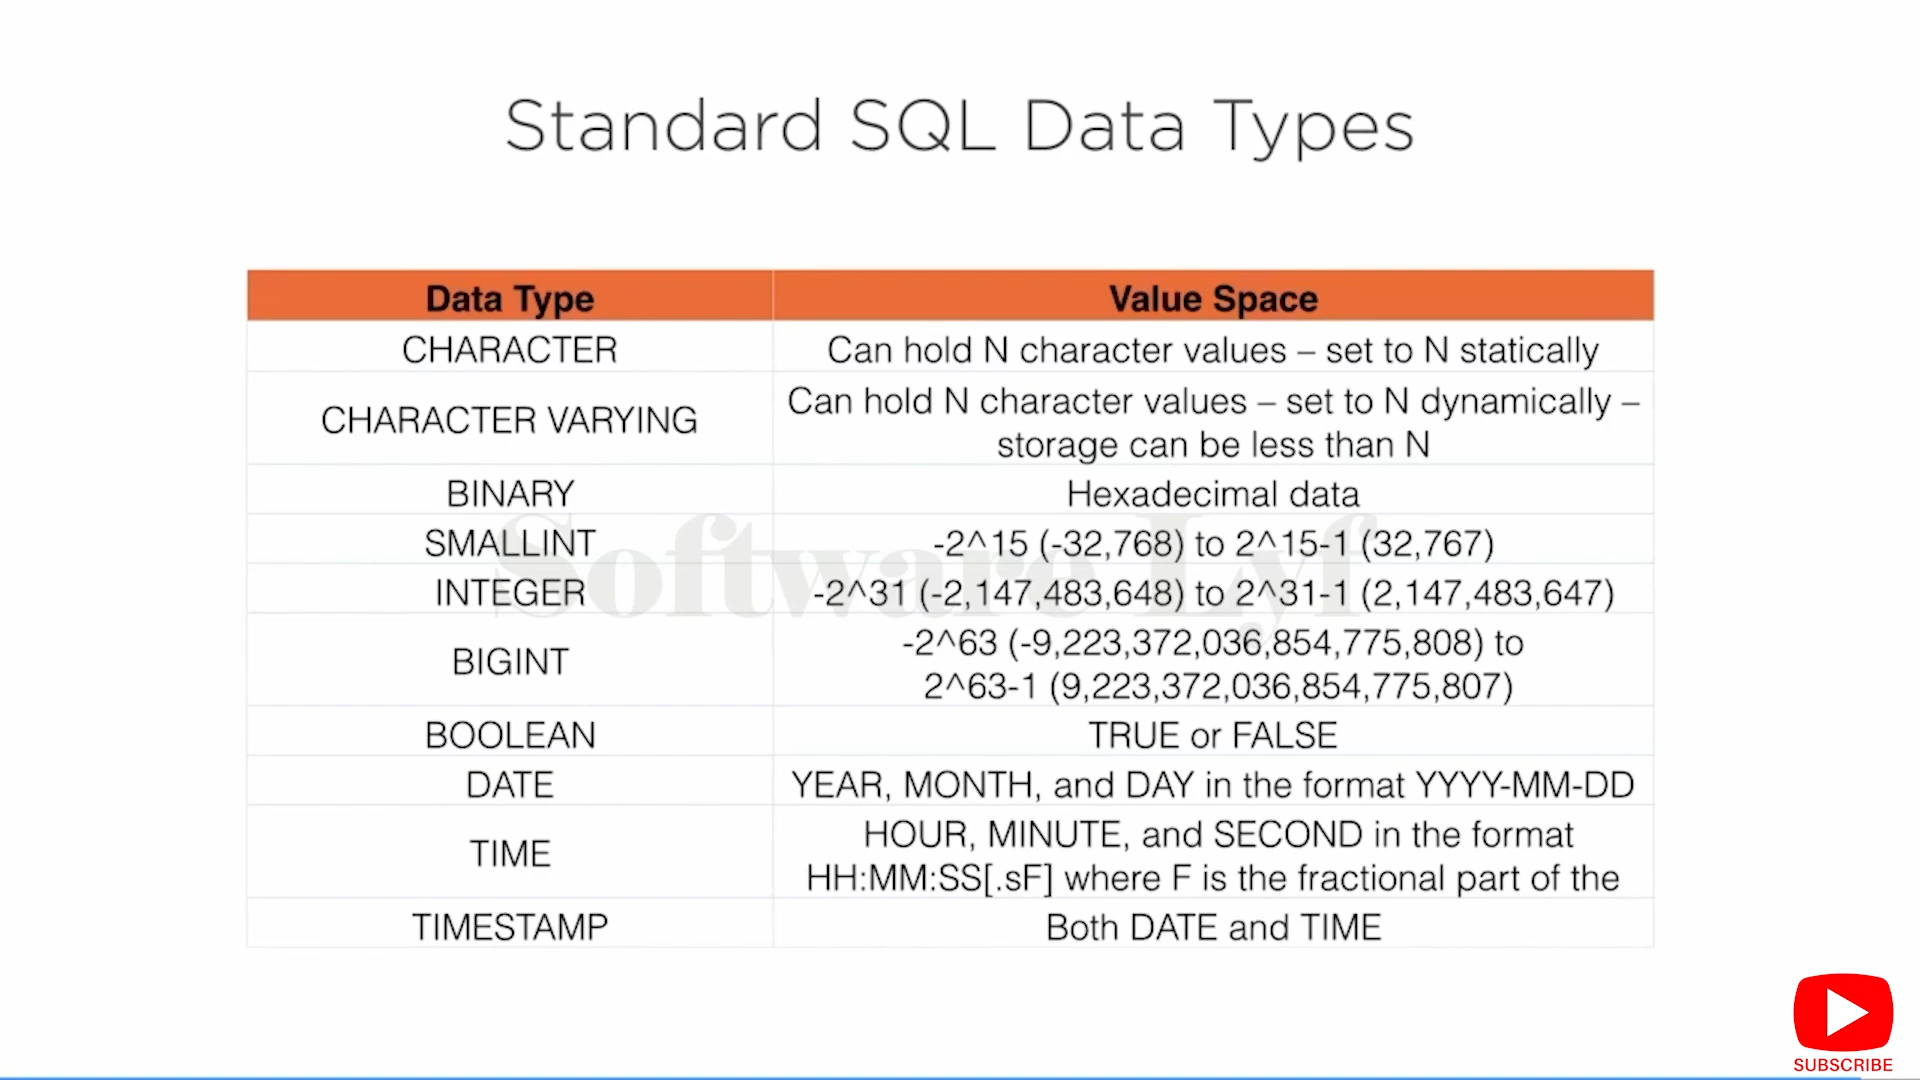 Standard SQL Data Types
Data Type Value Space
CHARACTER Can hold N character values – set to N statically
CHARACTER VARYING Can hold N character values – set to N dynamically –
storage can be less than N
BINARY Hexadecimal data
SMALLINT -2^15 (-32,768) to 2^15-1 (32,767)
INTEGER -2^31 (-2,147,483,648) to 2^31-1 (2,147,483,647)
BIGINT -2^63 (-9,223,372,036,854,775,808) to
2^63-1 (9,223,372,036,854,775,807)
BOOLEAN TRUE or FALSE
DATE YEAR, MONTH, and DAY in the format YYYY-MM-DD
TIME HOUR, MINUTE, and SECOND in the format
HH:MM:SS[.sF] where F is the fractional part of the
TIMESTAMP Both DATE and TIME
Software Lyf
SUBSCRIBE